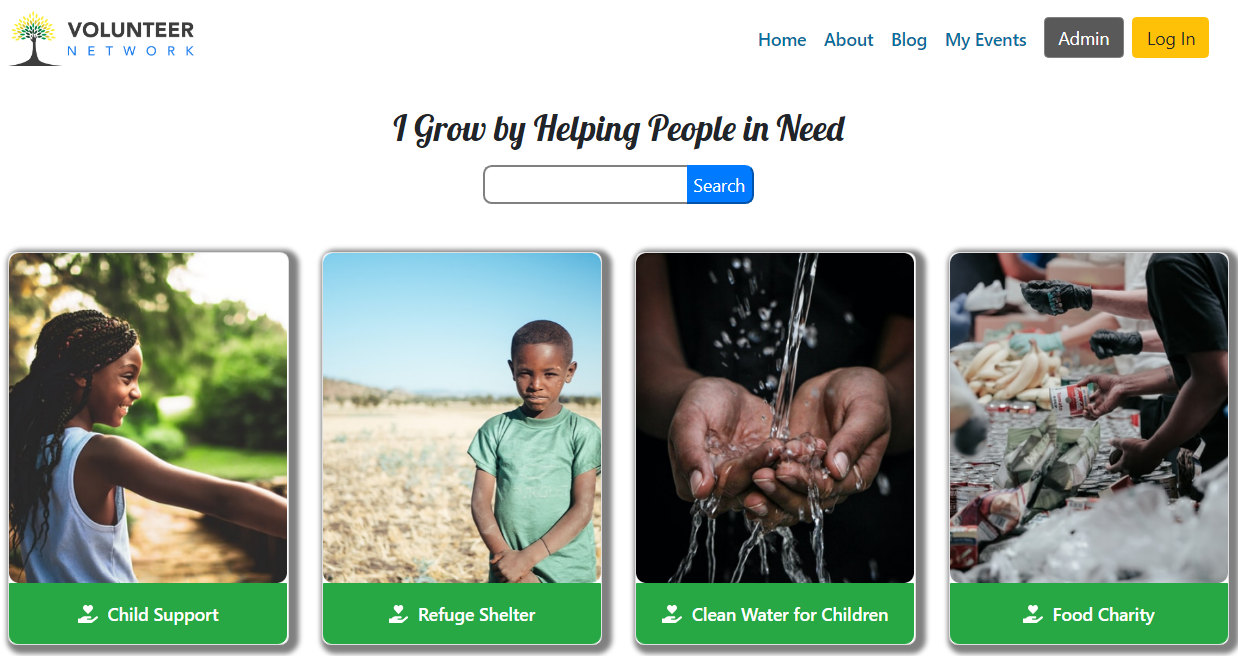 VOLUNTEER
NETWORK
Home About Blog My Events Admin Log In
I Grow by Helping People in Need
Search
Child Support
Refuge Shelter
Clean Water for Children
Food Charity